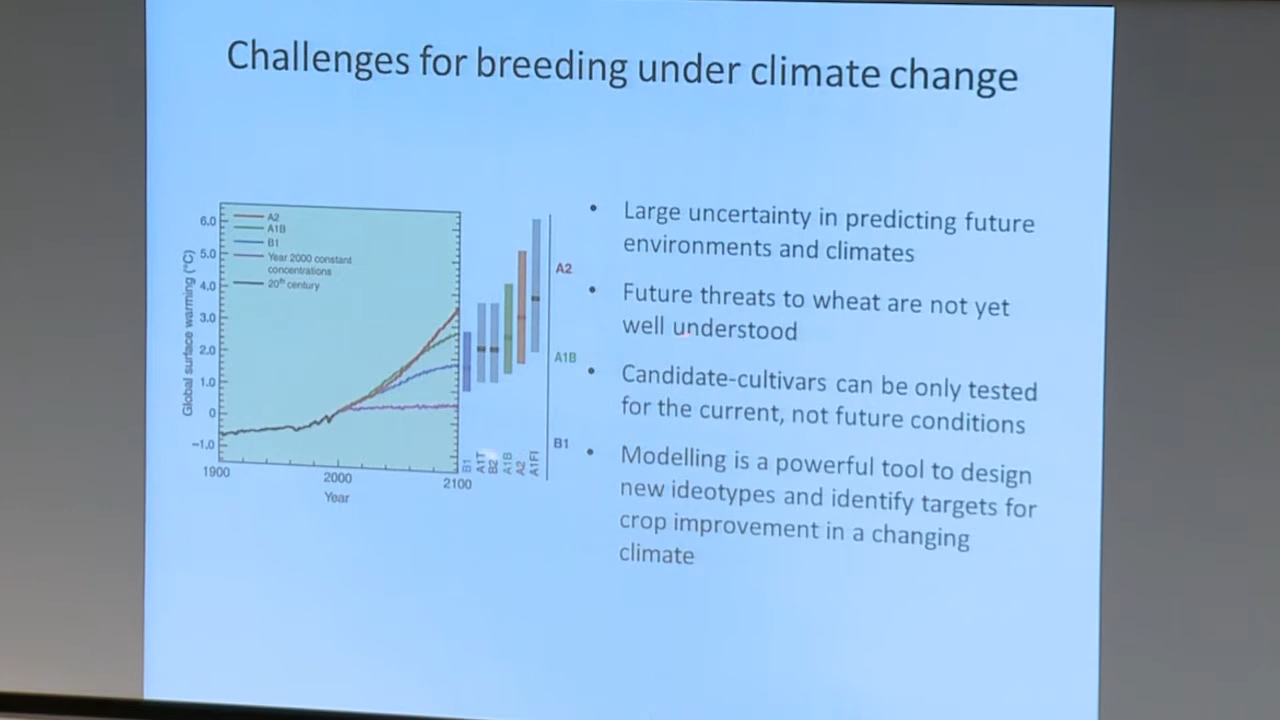 Challenges for breeding under climate change
A2
A1B
B1
Year 2000 constant
concentrations
20th century
Global surface warming (°C)
6.0
5.0
4.0
3.0
2.0
1.0
0
−1.0
1900
2000
2100
Year
B1
A1T
B2
A1B
A2
A1FI
A2
A1B
B1
• Large uncertainty in predicting future
environments and climates
• Future threats to wheat are not yet
well understood
• Candidate-cultivars can be only tested
for the current, not future conditions
• Modelling is a powerful tool to design
new ideotypes and identify targets for
crop improvement in a changing
climate